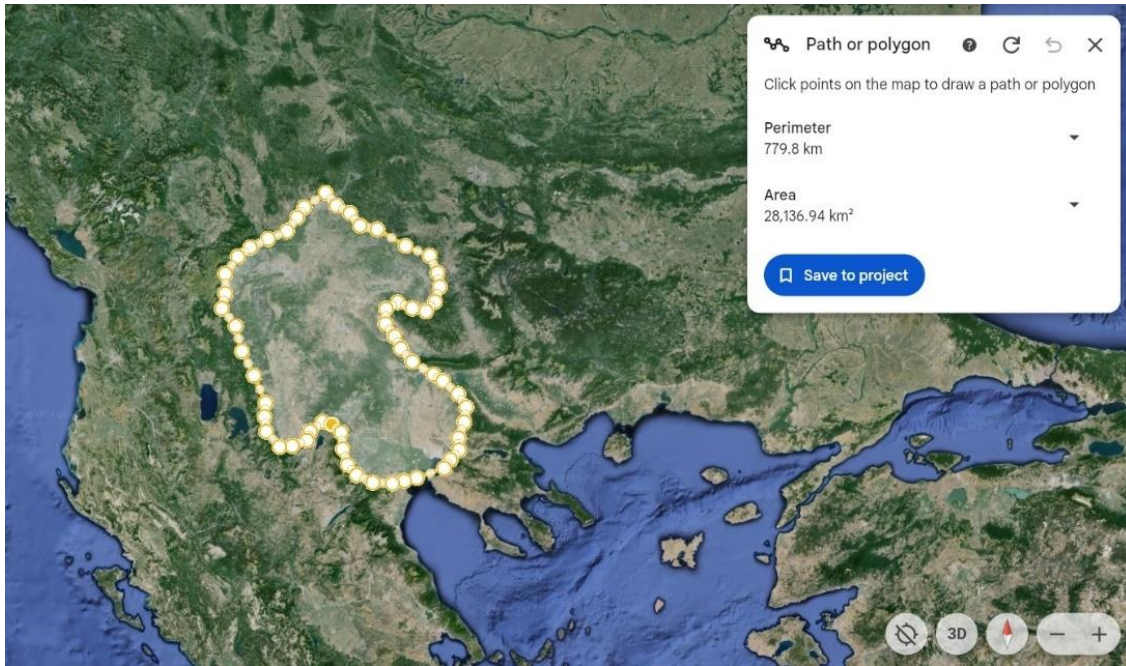 Path or polygon
Click points on the map to draw a path or polygon
Perimeter
779.8 km
Area
28,136.94 km²
Save to project
3D